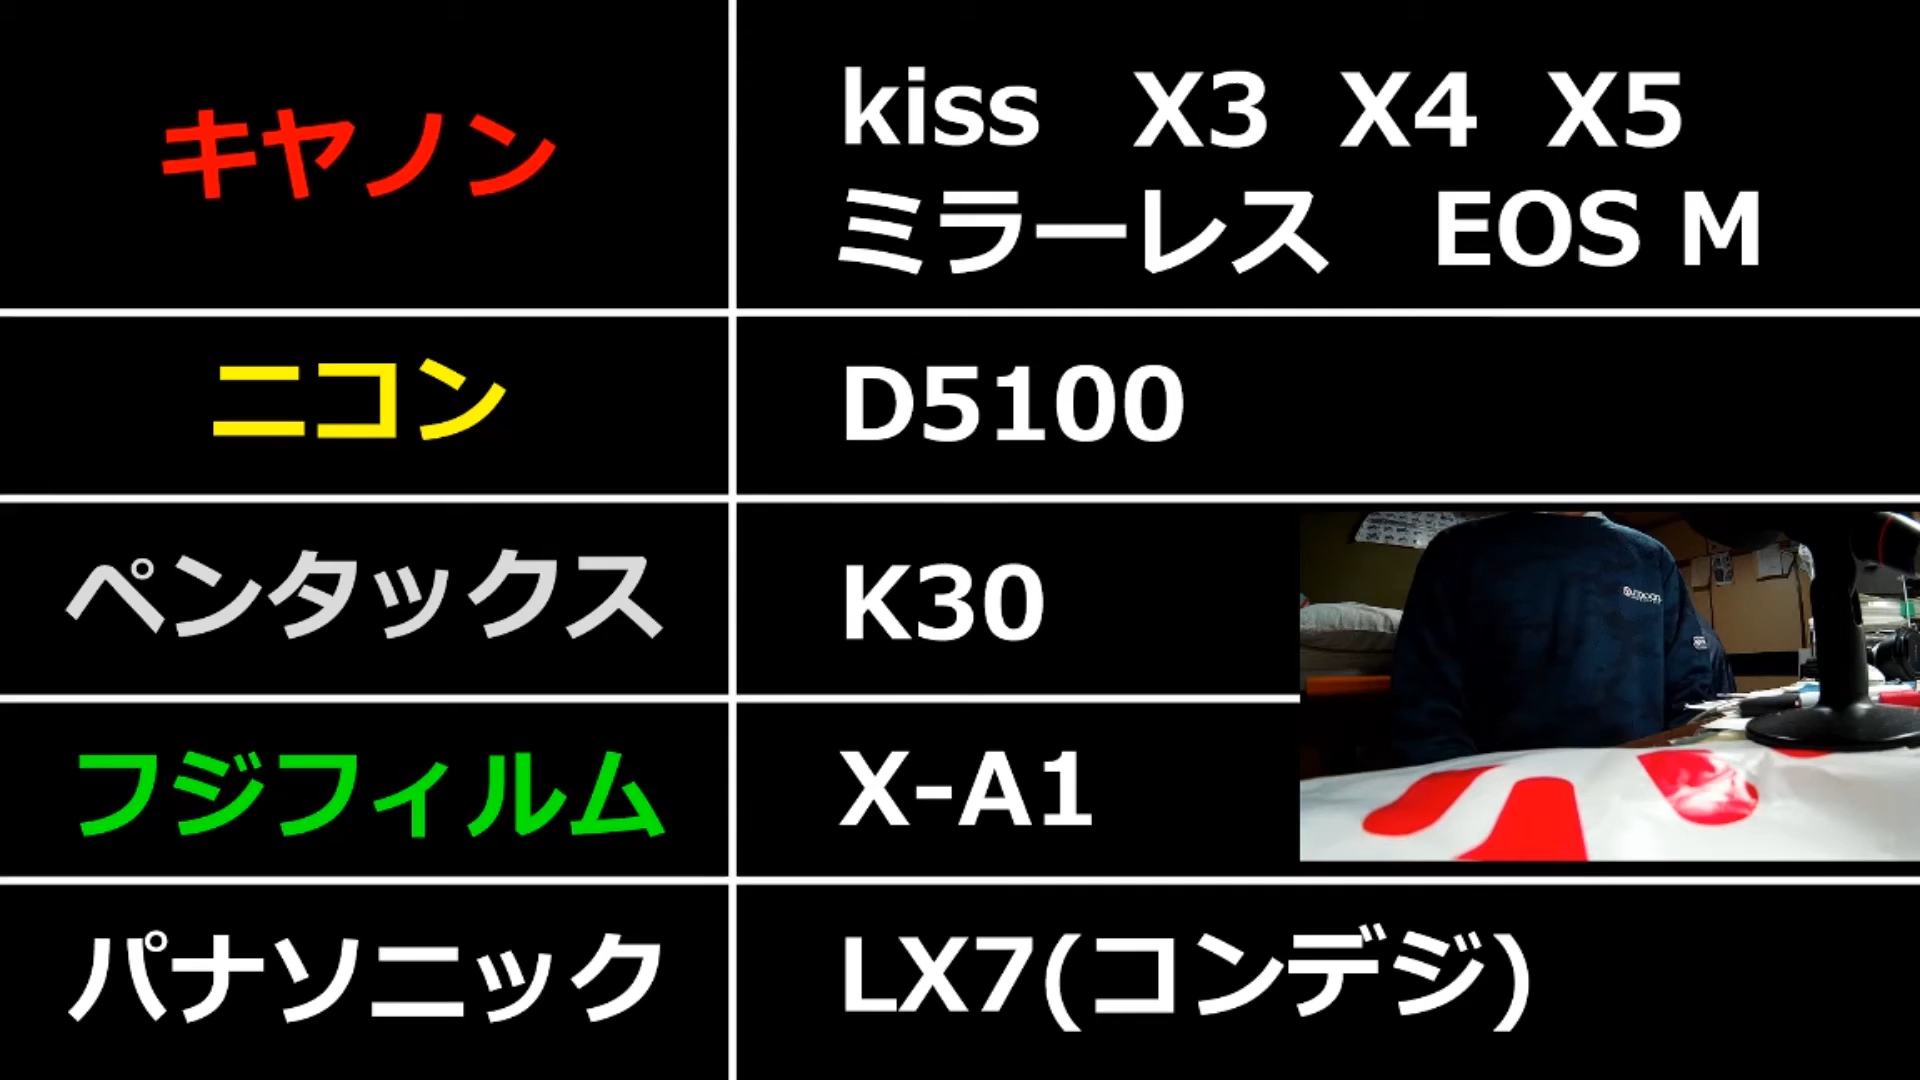 キヤノン
kiss X3 X4 X5
ミラーレス EOS M
ニコン
D5100
ペンタックス
K30
フジフィルム
X-A1
パナソニック
LX7(コンデジ)